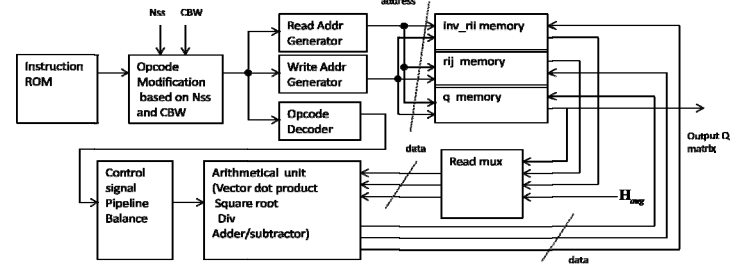 address
Nss CBW
Read Addr
Generator
inv_rii memory
Instruction
ROM
Opcode
Modification
based on Nss
and CBW
Write Addr
Generator
rij memory
q memory
Opcode
Decoder
Output Q
matrix
data
Read mux
Control
signal
Pipeline
Balance
Arithmetical unit
(Vector dot product
Square root
Div
Adder/subtractor)
data